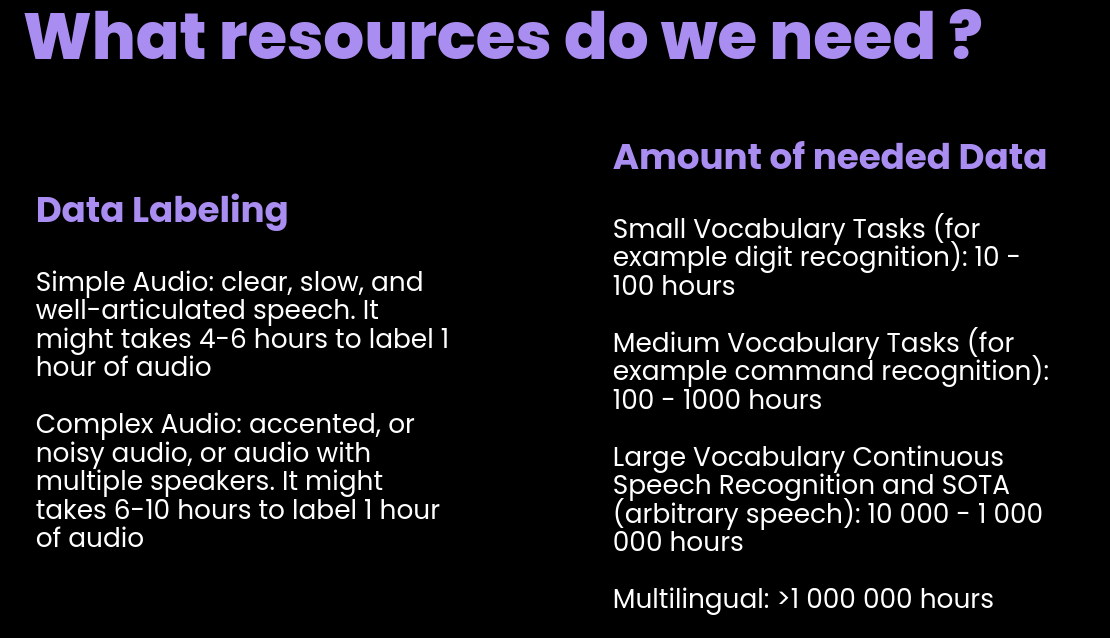 What resources do we need ?
Data Labeling
Simple Audio: clear, slow, and
well-articulated speech. It
might takes 4-6 hours to label 1
hour of audio
Complex Audio: accented, or
noisy audio, or audio with
multiple speakers. It might
takes 6-10 hours to label 1 hour
of audio
Amount of needed Data
Small Vocabulary Tasks (for
example digit recognition): 10 -
100 hours
Medium Vocabulary Tasks (for
example command recognition):
100 - 1000 hours
Large Vocabulary Continuous
Speech Recognition and SOTA
(arbitrary speech): 10 000 - 1 000
000 hours
Multilingual: >1 000 000 hours